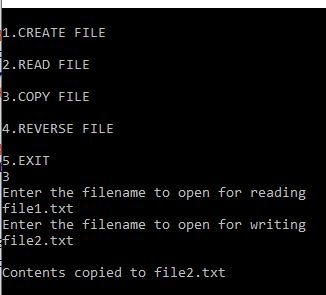 1.CREATE FILE
2.READ FILE
3.COPY FILE
4.REVERSE FILE
5.EXIT
3
Enter the filename to open for reading
file1.txt
Enter the filename to open for writing
file2.txt
Contents copied to file2.txt